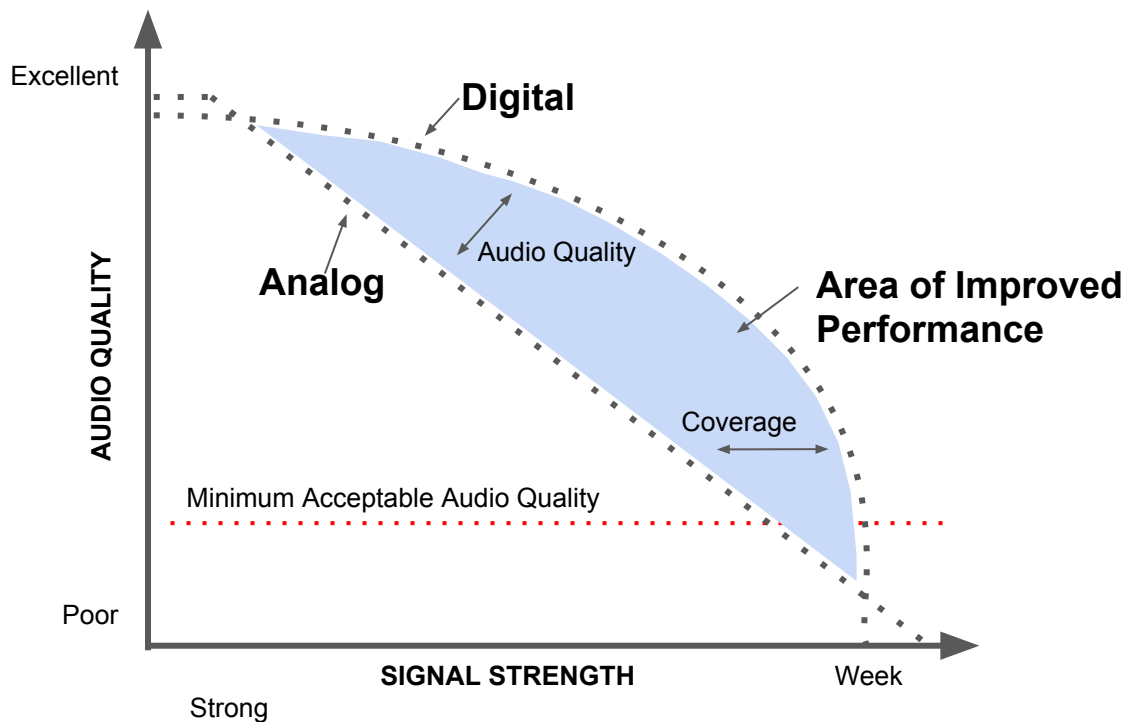 Excellent
Digital
Audio Quality
Analog
Area of Improved
Performance
AUDIO QUALITY
Coverage
Minimum Acceptable Audio Quality
Poor
SIGNAL STRENGTH
Week
Strong